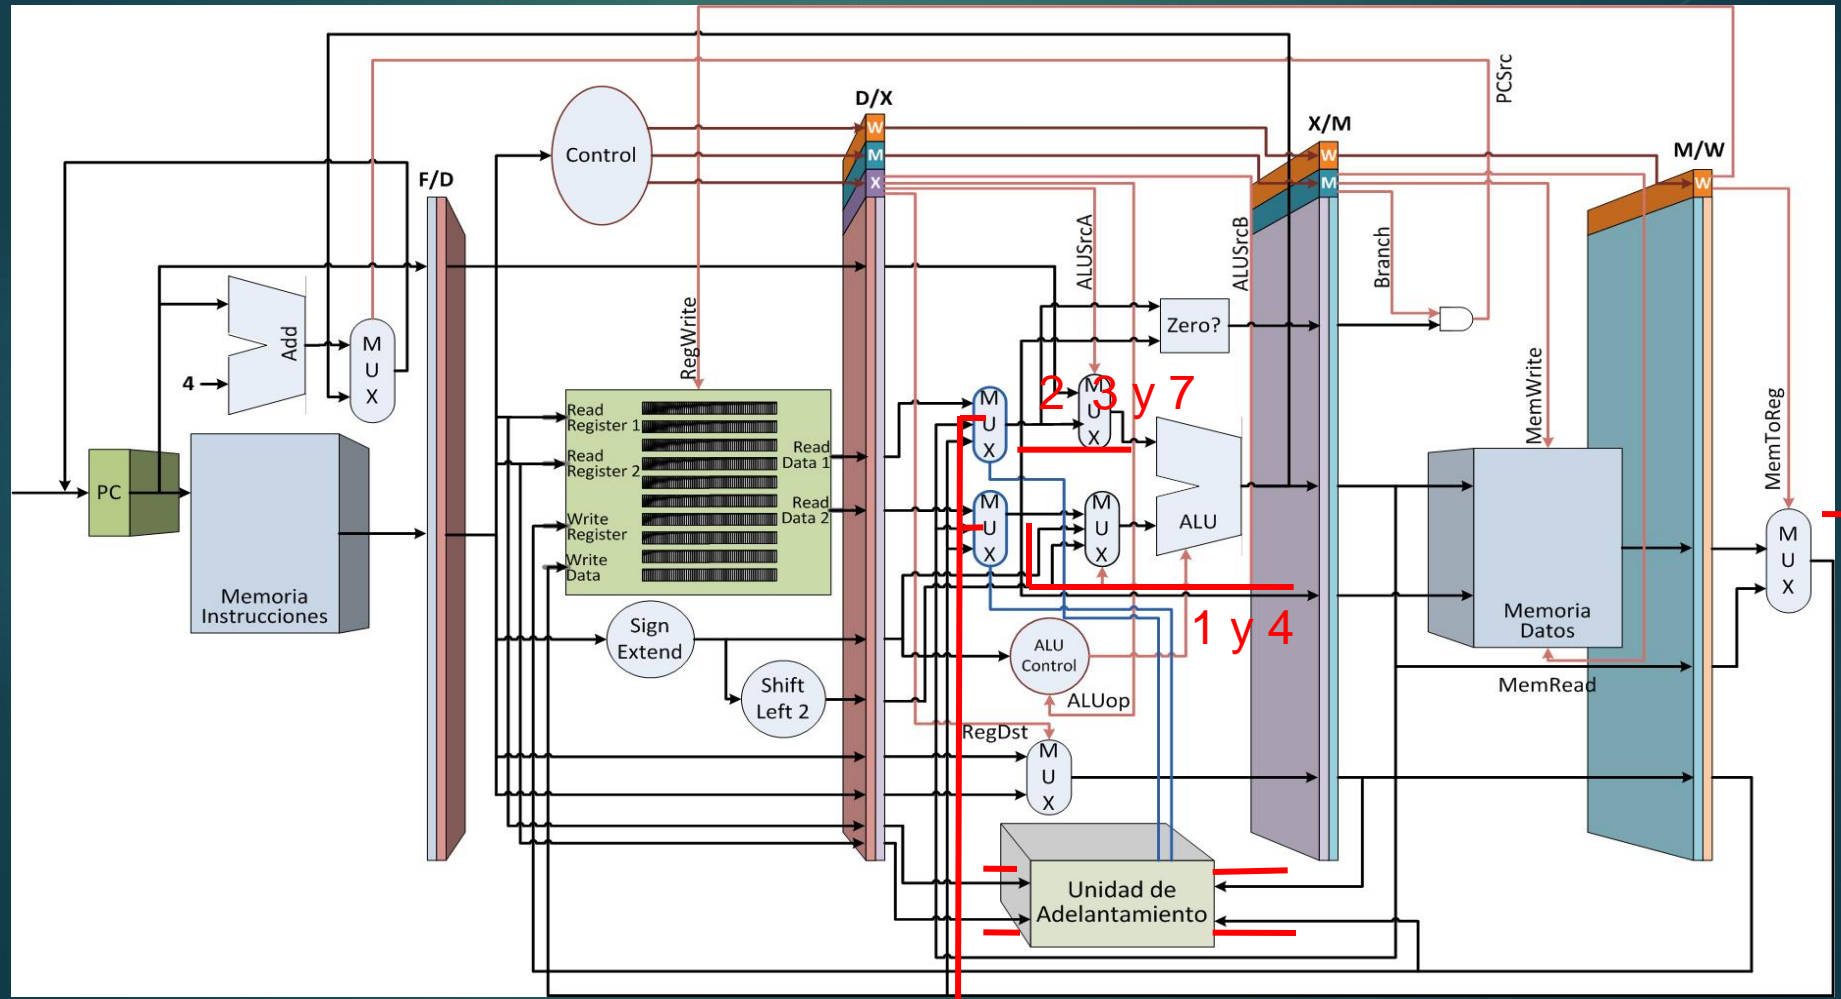 PCSrc
D/X
W
Control
M
X
X/M
W
M
M/W
W
F/D
ALUSrcA
ALUSrcB
Branch
RegWrite
Zero?
Add
4
M
U
X
MemWrite
MemToReg
M
U
X
M
U
X
2 3 y 7
Read
Register 1
Read
Register 2
Read
Data 1
Read
Data 2
Write
Register
Write
Data
PC
M
U
X
M
U
X
ALU
M
U
X
Memoria
Instrucciones
Sign
Extend
Shift
Left 2
ALU
Control
1 y 4
Memoria
Datos
MemRead
ALUop
RegDst
M
U
X
Unidad de
Adelantamiento